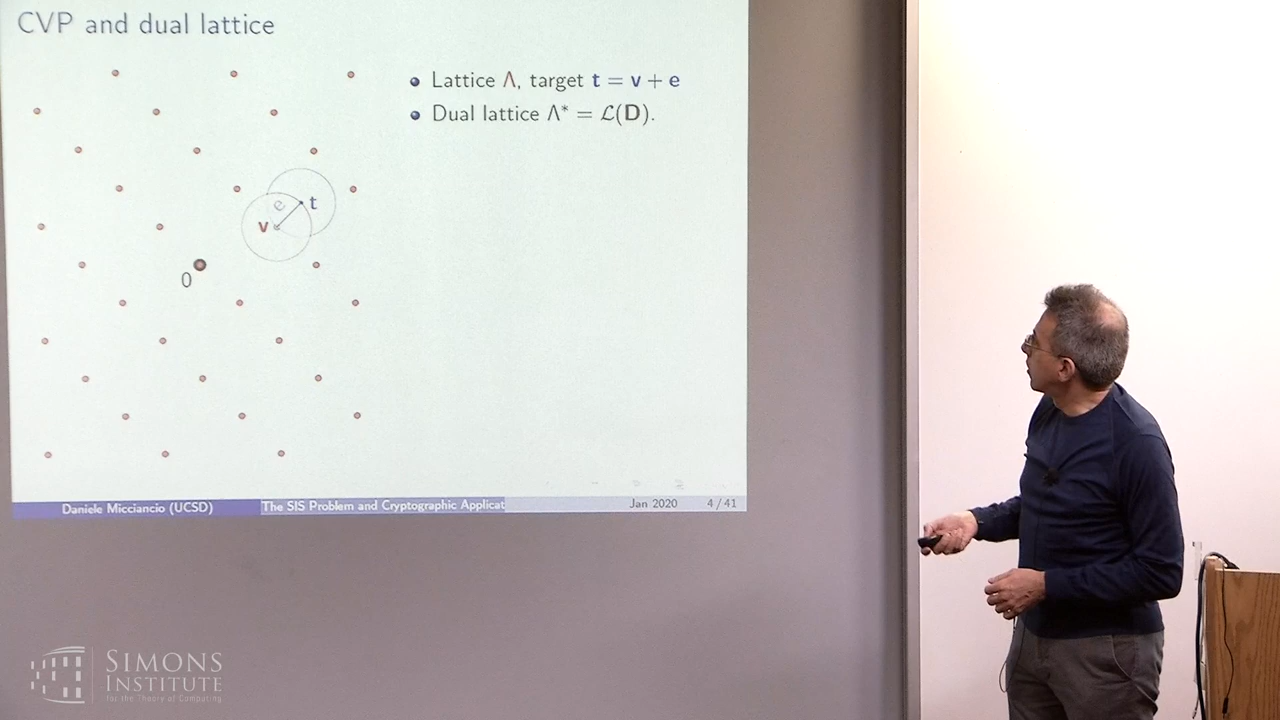 CVP and dual lattice
● Lattice Λ, target t = v + e
● Dual lattice Λ* = ℒ(D).
e
t
v
0
Daniele Micciancio (UCSD) The SIS Problem and Cryptographic Applicat Jan 2020 4 / 41
SIMONS
INSTITUTE
for the Theory of Computing